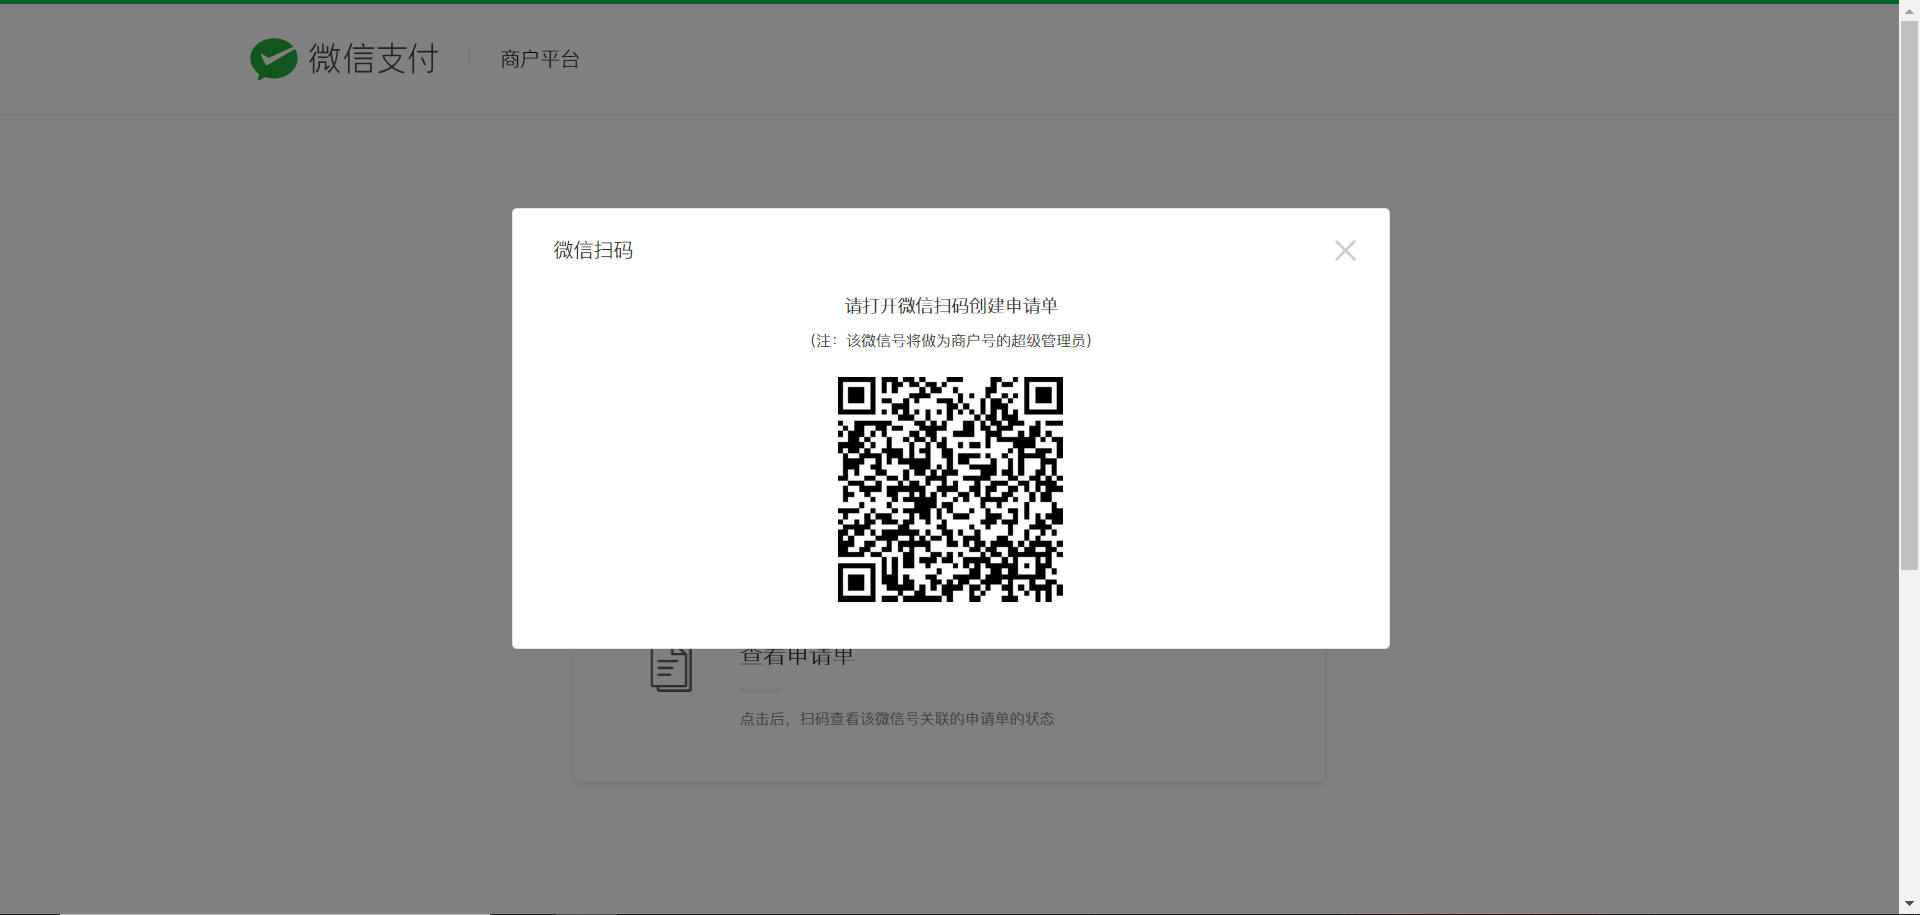 微信支付 商户平台
微信扫码
请打开微信扫码创建申请单
(注：该微信号将做为商户号的超级管理员)
查看申请单
点击后，扫码查看该微信号关联的申请单的状态